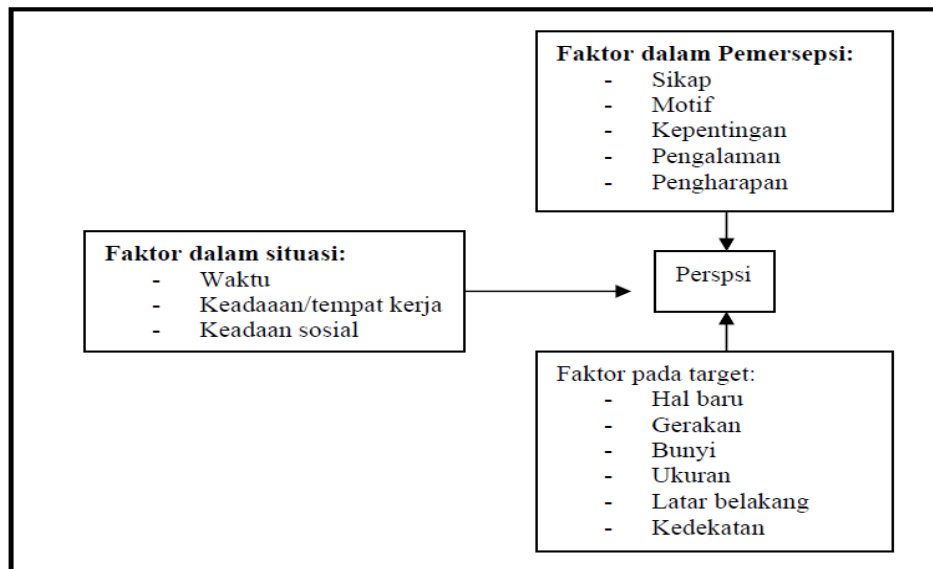 Faktor dalam Pemersepsi:
- Sikap
- Motif
- Kepentingan
- Pengalaman
- Pengharapan
Faktor dalam situasi:
- Waktu
- Keadaaan/tempat kerja
- Keadaan sosial
Perspsi
Faktor pada target:
- Hal baru
- Gerakan
- Bunyi
- Ukuran
- Latar belakang
- Kedekatan